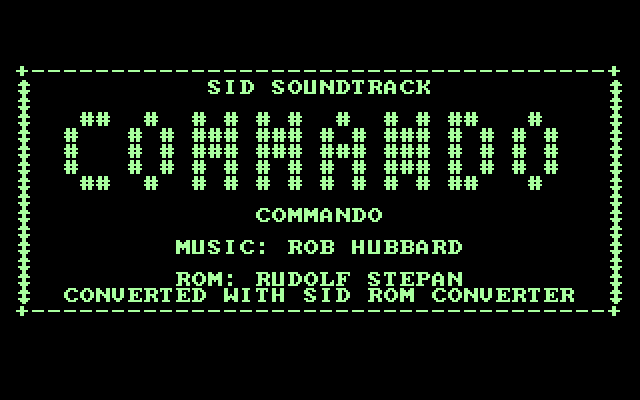 SID SOUNDTRACK
COMMANDO
COMMANDO
MUSIC: ROB HUBBARD
ROM: RUDOLF STEPAN
CONVERTED WITH SID ROM CONVERTER